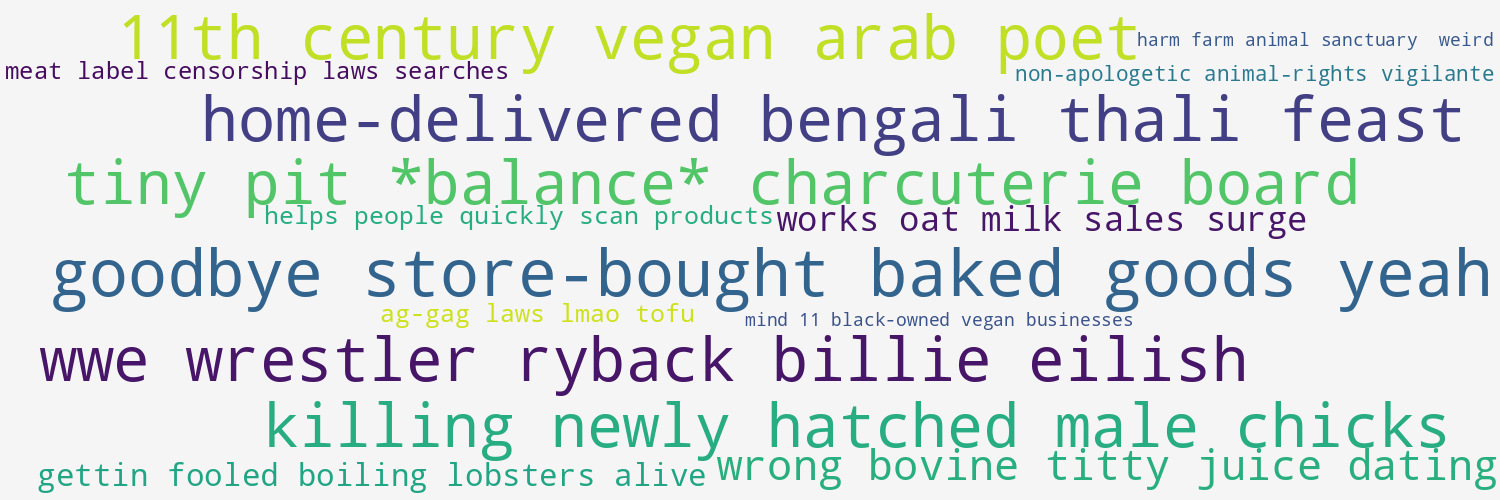 11th century vegan arab poet
harm farm animal sanctuary weird
meat label censorship laws searches
non-apologetic animal-rights vigilante
home-delivered bengali thali feast
tiny pit *balance* charcuterie board
helps people quickly scan products
works oat milk sales surge
goodbye store-bought baked goods yeah
ag-gag laws lmao tofu
mind 11 black-owned vegan businesses
wwe wrestler ryback billie eilish
killing newly hatched male chicks
gettin fooled boiling lobsters alive
wrong bovine titty juice dating